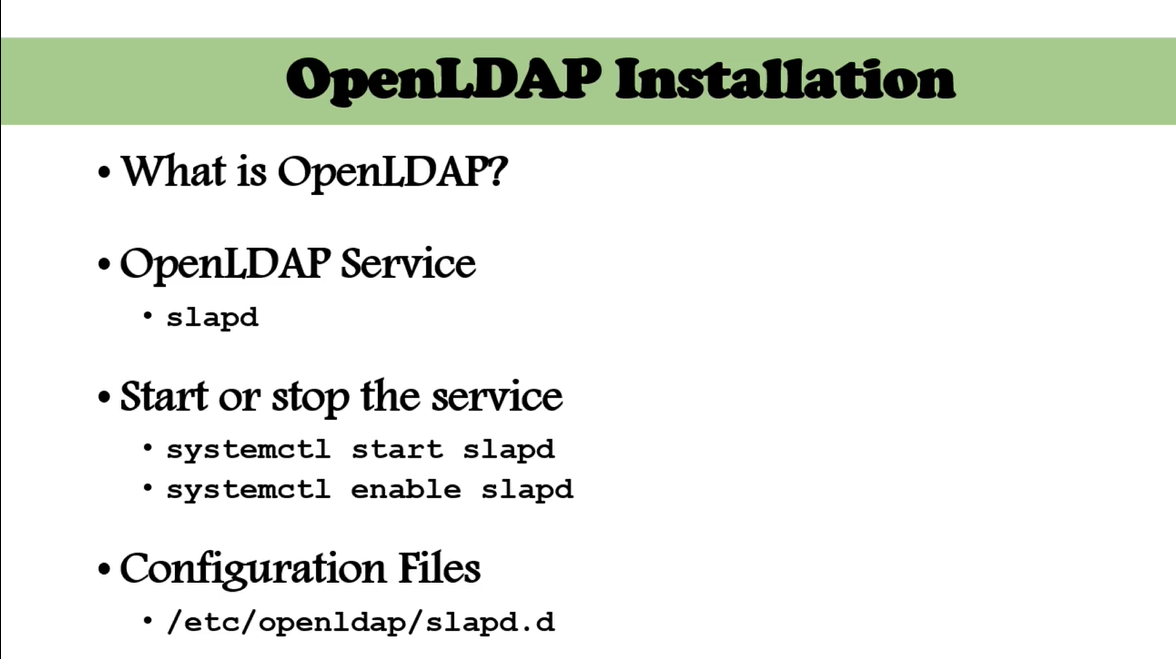 OpenLDAP Installation
• What is OpenLDAP?
• OpenLDAP Service
• slapd
• Start or stop the service
• systemctl start slapd
• systemctl enable slapd
• Configuration Files
• /etc/openldap/slapd.d